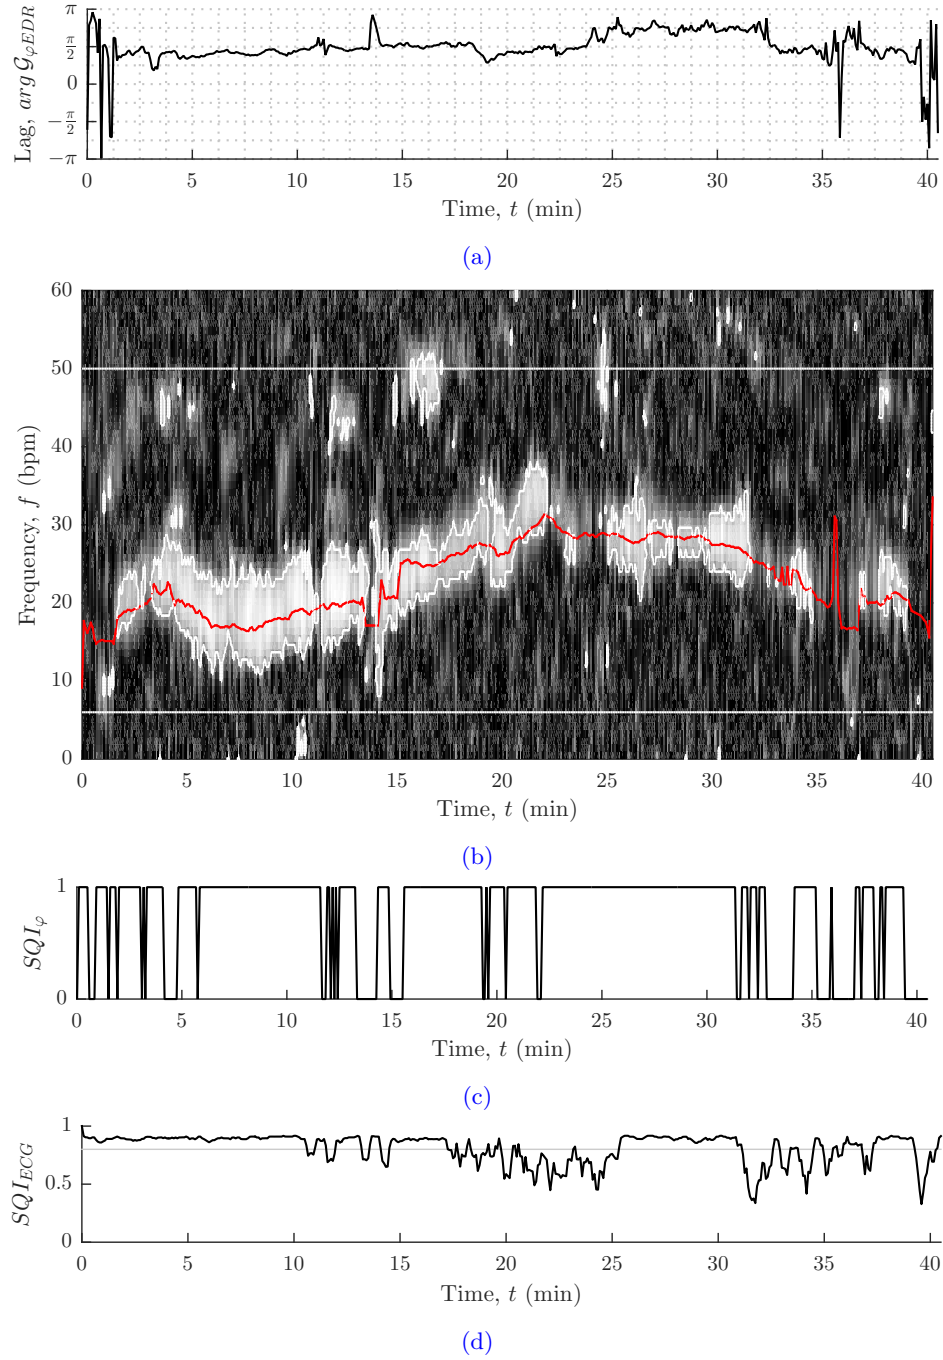 π
π/2
0
−π/2
−π
Lag, arg 𝒢φEDR
0 5 10 15 20 25 30 35 40
Time, t (min)
(a)
60
50
40
30
20
10
0
Frequency, f (bpm)
0 5 10 15 20 25 30 35 40
Time, t (min)
(b)
1
0
SQIφ
0 5 10 15 20 25 30 35 40
Time, t (min)
(c)
1
0.5
0
SQIECG
0 5 10 15 20 25 30 35 40
Time, t (min)
(d)